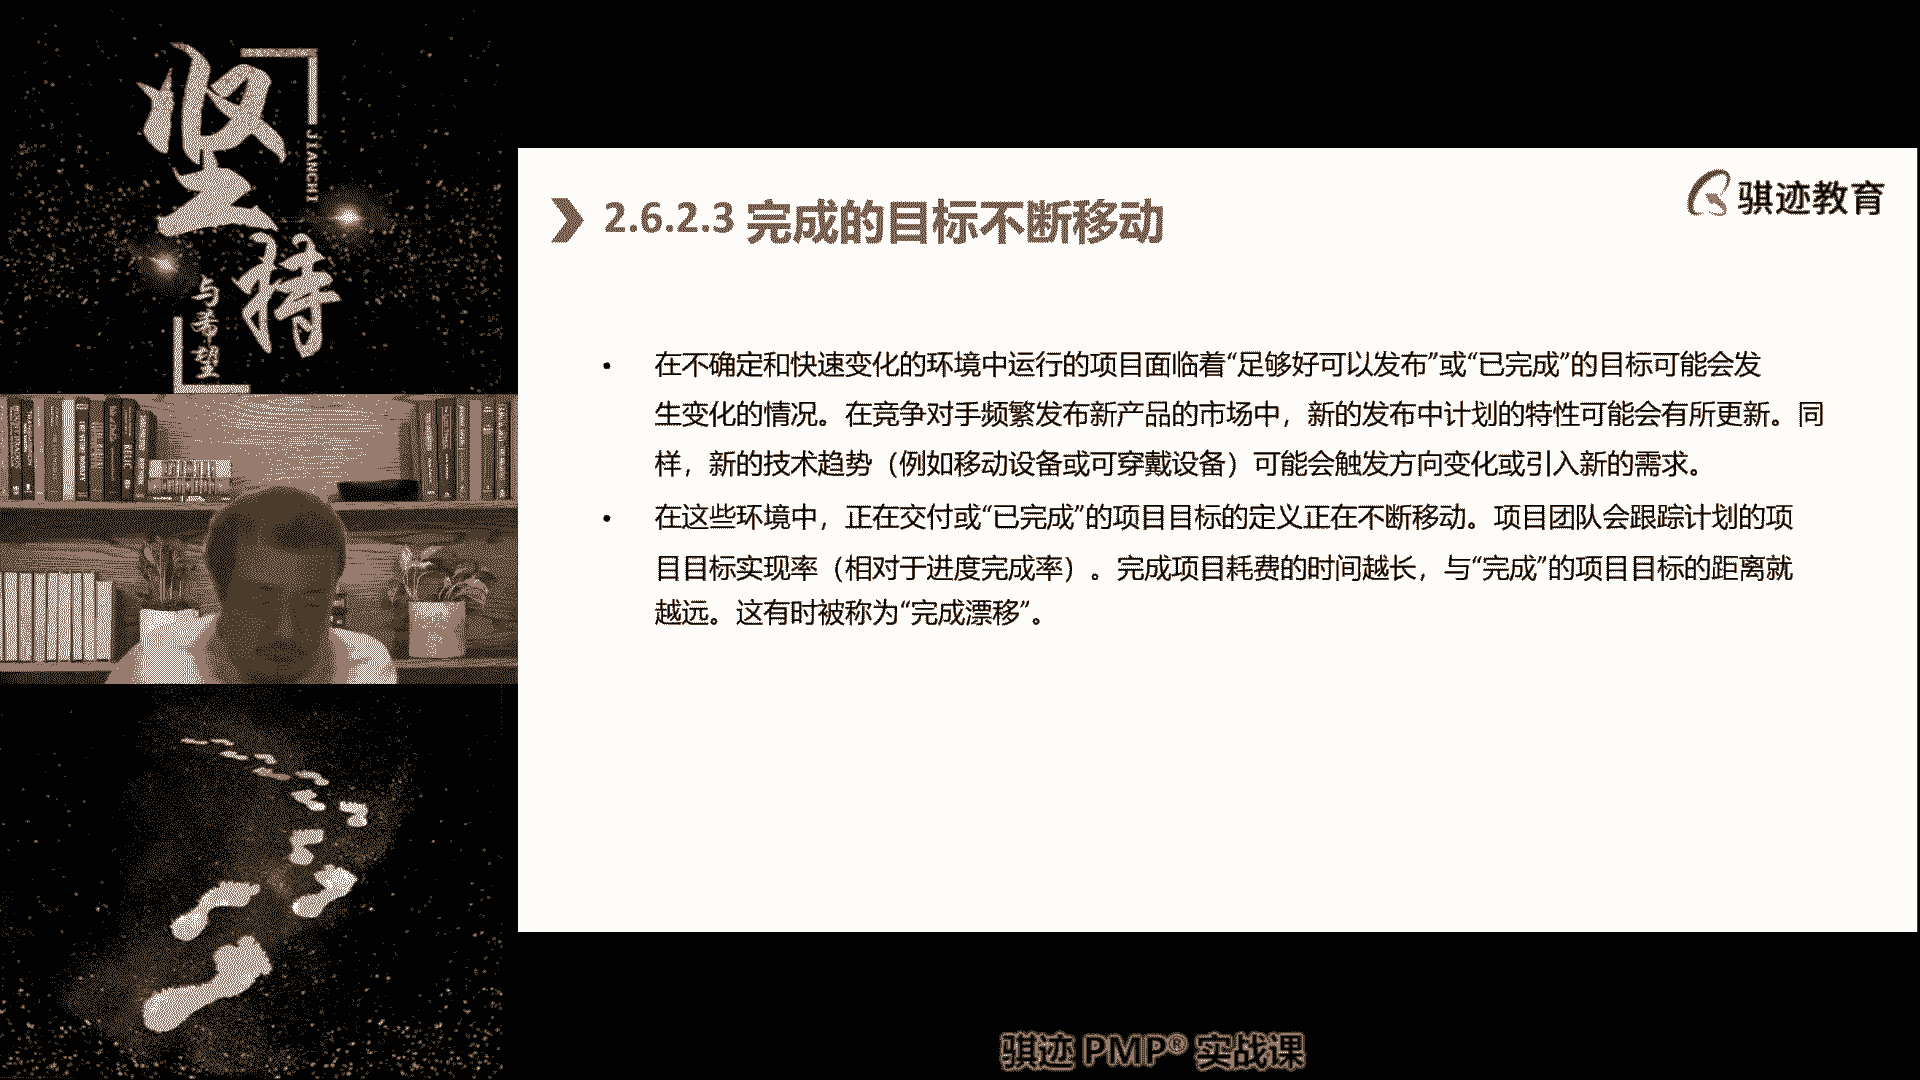 坚持
JIANCHI
与希望
骐迹教育
2.6.2.3 完成的目标不断移动
• 在不确定和快速变化的环境中运行的项目面临着“足够好可以发布”或“已完成”的目标可能会发
生变化的情况。在竞争对手频繁发布新产品的市场中，新的发布中计划的特性可能会有所更新。同
样，新的技术趋势（例如移动设备或可穿戴设备）可能会触发方向变化或引入新的需求。
• 在这些环境中，正在交付或“已完成”的项目目标的定义正在不断移动。项目团队会跟踪计划的项
目目标实现率（相对于进度完成率）。完成项目耗费的时间越长，与“完成”的项目目标的距离就
越远。这有时被称为“完成漂移”。
骐迹 PMP® 实战课